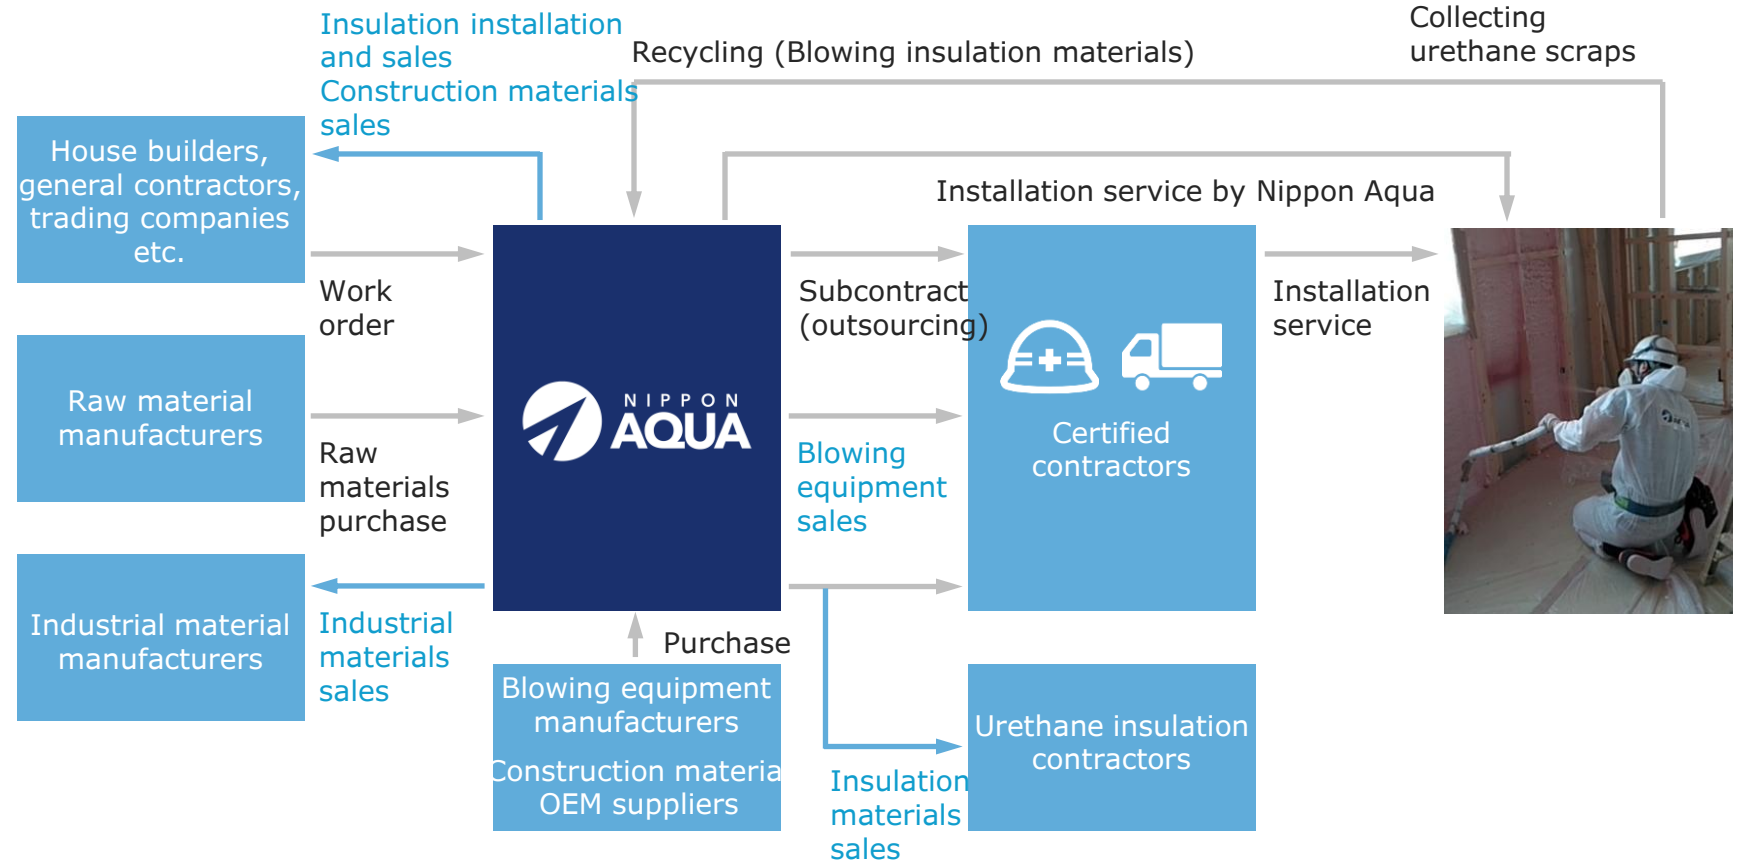 Insulation installation
and sales
Construction materials
sales
Recycling (Blowing insulation materials)
Collecting
urethane scraps
House builders,
general contractors,
trading companies
etc.
Installation service by Nippon Aqua
Work
order
Subcontract
(outsourcing)
Installation
service
Raw material
manufacturers
Raw
materials
purchase
NIPPON
AQUA
Blowing
equipment
sales
Certified
contractors
Industrial material
manufacturers
Industrial
materials
sales
Purchase
Blowing equipment
manufacturers
Construction materia
OEM suppliers
Urethane insulation
contractors
Insulation
materials
sales